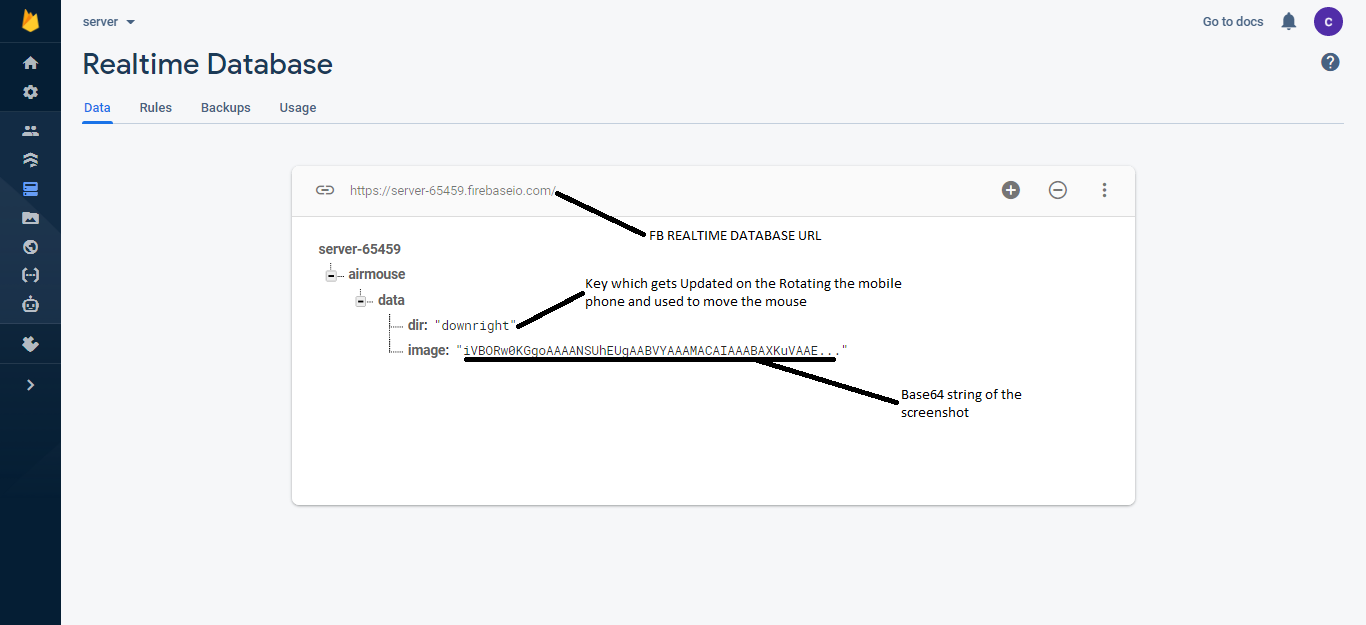 server
Go to docs
C
Realtime Database
?
Data Rules Backups Usage
https://server-65459.firebaseio.com/
FB REALTIME DATABASE URL
server-65459
airmouse
Key which gets Updated on the Rotating the mobile
phone and used to move the mouse
data
dir: "downright"
image: "iVBORw0KGgoAAAANSUhEUgAABVYAAAMACAIAAABAXKuVAAE..."
Base64 string of the
screenshot